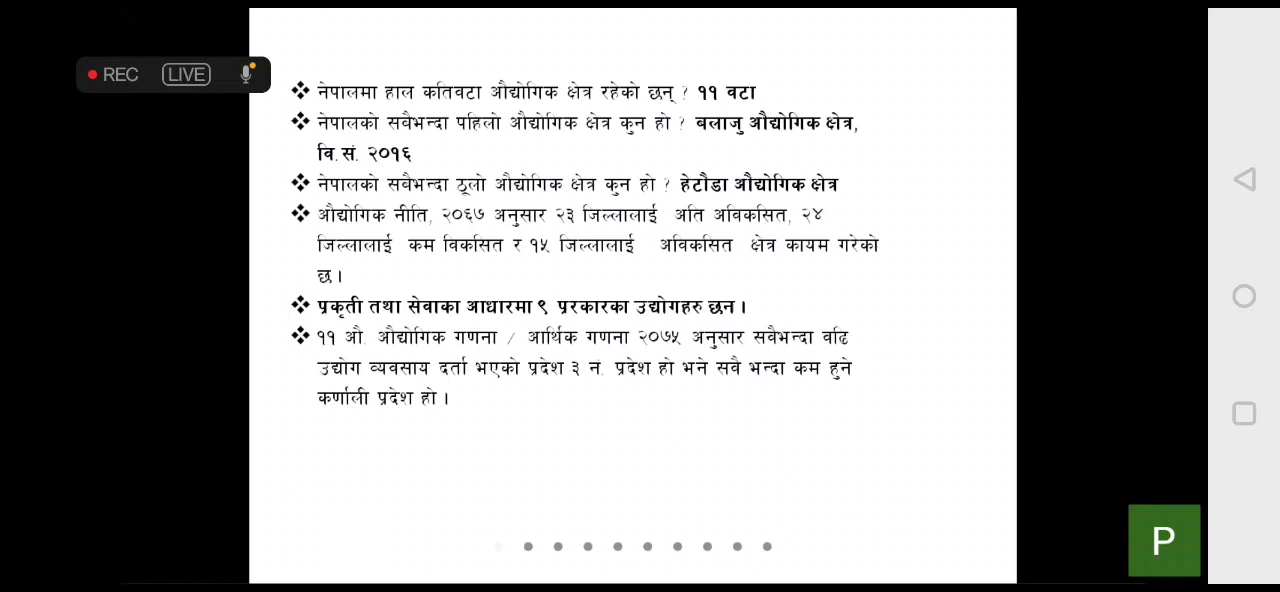 REC LIVE
❖ नेपालमा हाल कतिवटा औद्योगिक क्षेत्र रहेको छन् ? ११ वटा
❖ नेपालको सबैभन्दा पहिलो औद्योगिक क्षेत्र कुन हो ? बलाजु औद्योगिक क्षेत्र,
वि.सं. २०१६
❖ नेपालको सबैभन्दा ठूलो औद्योगिक क्षेत्र कुन हो ? हेटौडा औद्योगिक क्षेत्र
❖ औद्योगिक नीति, २०६७ अनुसार २३ जिल्लालाई अति अविकसित, २४
जिल्लालाई कम विकसित र १५ जिल्लालाई अविकसित क्षेत्र कायम गरेको
छ ।
❖ प्रकृती तथा सेवाका आधारमा ९ प्ररकारका उद्योगहरु छन ।
❖ ११ औ. औद्योगिक गणना / आर्थिक गणना २०७५ अनुसार सबैभन्दा बढि
उद्योग व्यवसाय दर्ता भएको प्रदेश ३ नं. प्रदेश हो भने सबै भन्दा कम हुने
कर्णाली प्रदेश हो ।
P